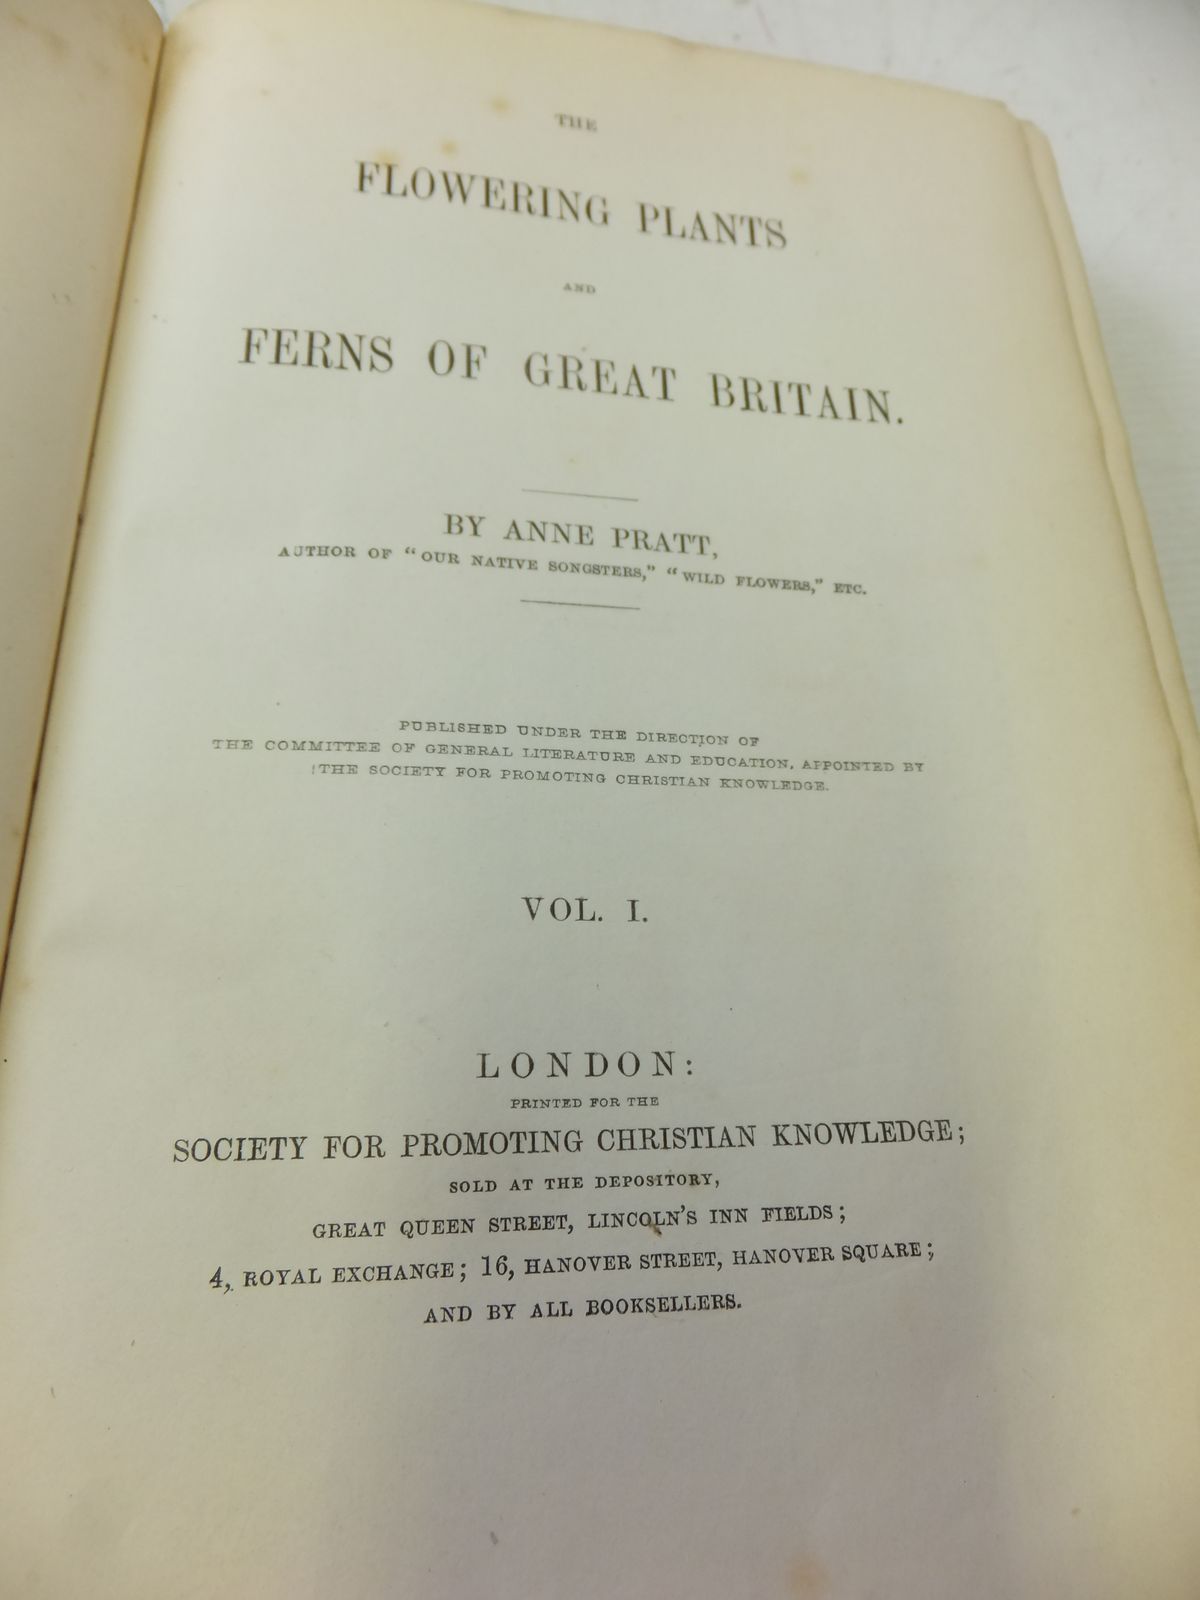 THE
FLOWERING PLANTS
AND
FERNS OF GREAT BRITAIN.
BY ANNE PRATT,
AUTHOR OF "OUR NATIVE SONGSTERS," "WILD FLOWERS," ETC.
PUBLISHED UNDER THE DIRECTION OF
THE COMMITTEE OF GENERAL LITERATURE AND EDUCATION, APPOINTED BY
THE SOCIETY FOR PROMOTING CHRISTIAN KNOWLEDGE.
VOL. I.
LONDON:
PRINTED FOR THE
SOCIETY FOR PROMOTING CHRISTIAN KNOWLEDGE;
SOLD AT THE DEPOSITORY,
GREAT QUEEN STREET, LINCOLN'S INN FIELDS;
4, ROYAL EXCHANGE; 16, HANOVER STREET, HANOVER SQUARE;
AND BY ALL BOOKSELLERS.